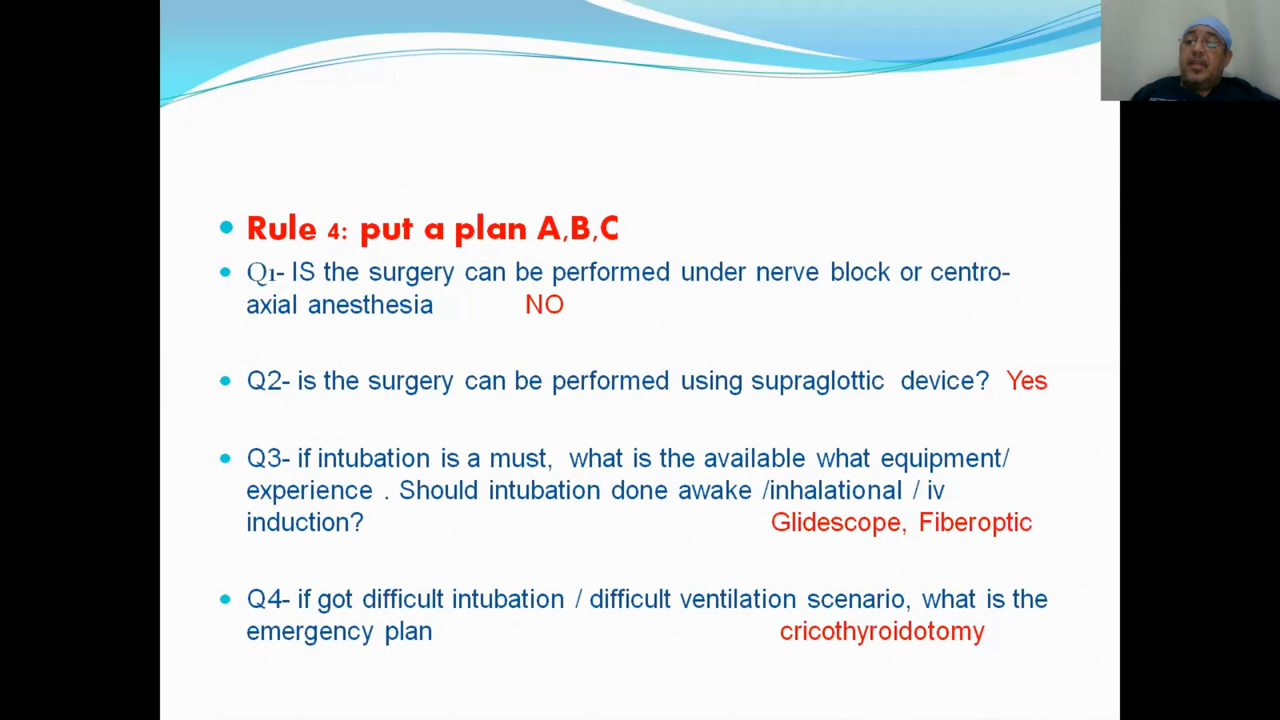 Rule 4: put a plan A,B,C
Q1- IS the surgery can be performed under nerve block or centro-
axial anesthesia NO
Q2- is the surgery can be performed using supraglottic device? Yes
Q3- if intubation is a must, what is the available what equipment/
experience . Should intubation done awake /inhalational / iv
induction? Glidescope, Fiberoptic
Q4- if got difficult intubation / difficult ventilation scenario, what is the
emergency plan cricothyroidotomy